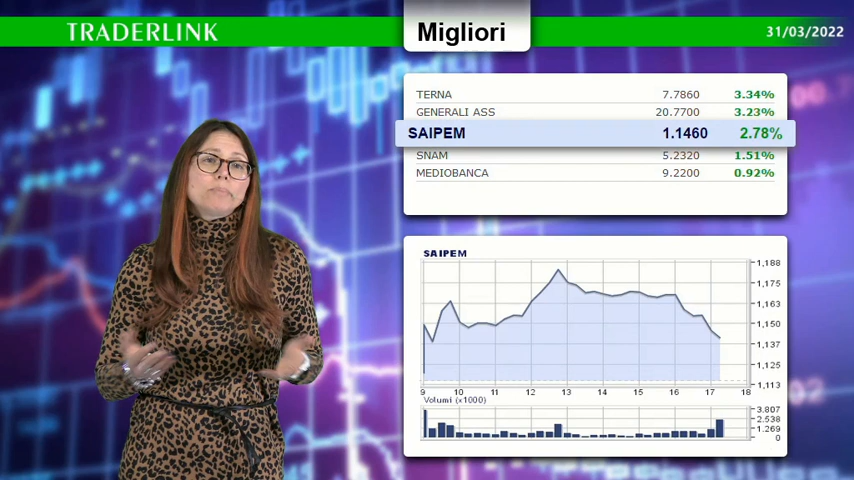 TRADERLINK
Migliori
31/03/2022
TERNA 7.7860 3.34%
GENERALI ASS 20.7700 3.23%
SAIPEM 1.1460 2.78%
SNAM 5.2320 1.51%
MEDIOBANCA 9.2200 0.92%
SAIPEM
1,188
1,175
1,163
1,150
1,137
1,125
1,113
9 10 11 12 13 14 15 16 17 18
Volumi (x1000)
3.807
2.538
1.269
0